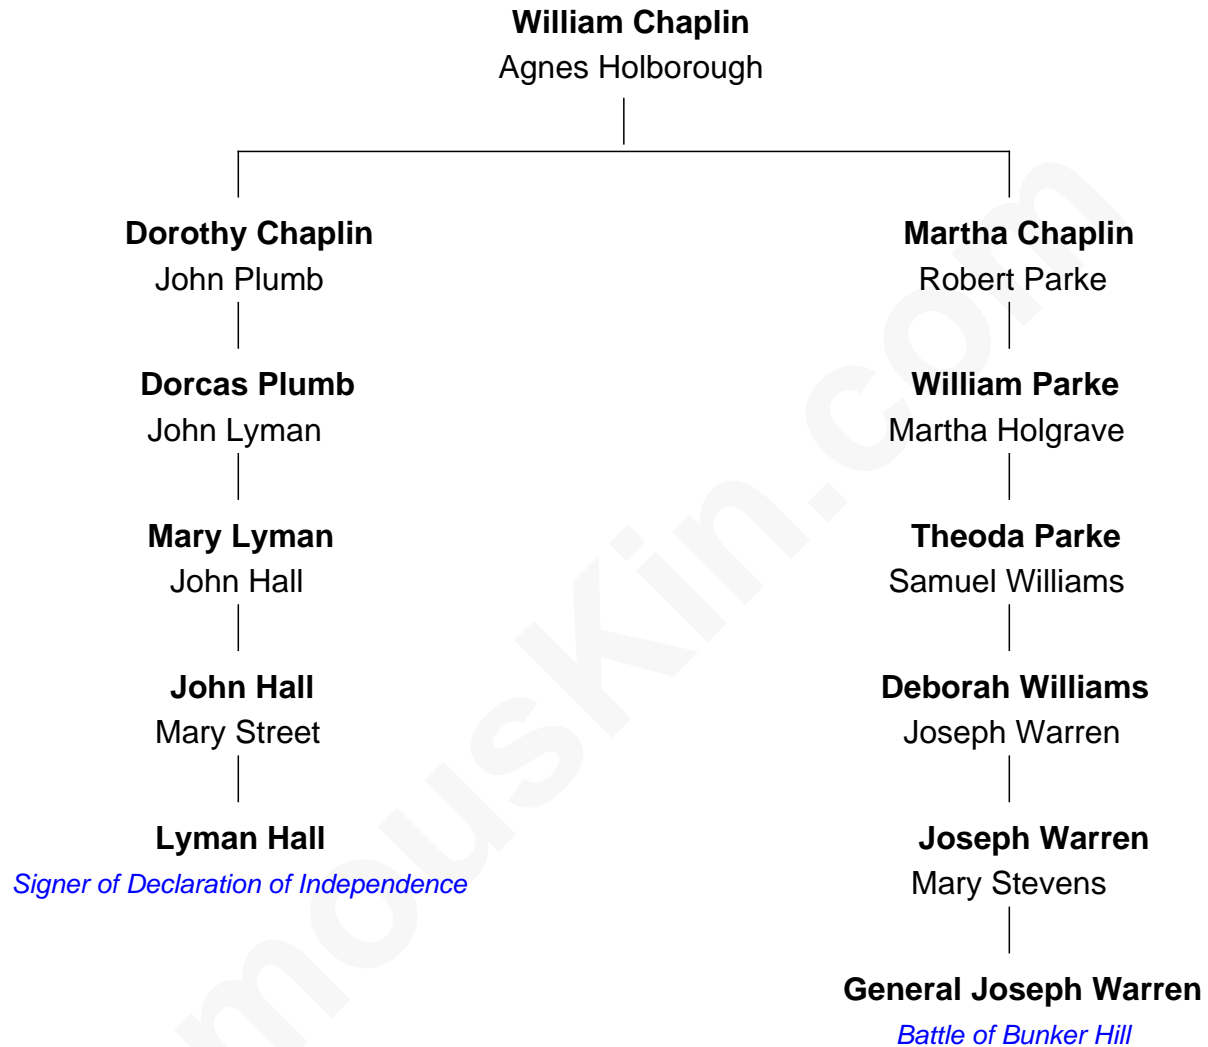 William Chaplin
Agnes Holborough
Dorothy Chaplin
John Plumb
Martha Chaplin
Robert Parke
Dorcas Plumb
John Lyman
William Parke
Martha Holgrave
Mary Lyman
John Hall
Theoda Parke
Samuel Williams
John Hall
Mary Street
Deborah Williams
Joseph Warren
Lyman Hall
Signer of Declaration of Independence
Joseph Warren
Mary Stevens
General Joseph Warren
Battle of Bunker Hill
mousKin.com